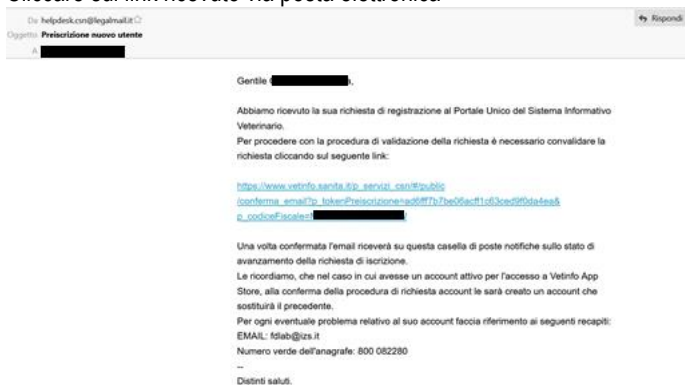 Cliccare sul link ricevuto via posta elettronica
Da helpdesk.csn@legalmail.it
Rispondi
Oggetto Preiscrizione nuovo utente
A
Gentile
Abbiamo ricevuto la sua richiesta di registrazione al Portale Unico del Sistema Informativo
Veterinario.
Per procedere con la procedura di validazione della richiesta è necessario convalidare la
richiesta cliccando sul seguente link:
https://www.vetinfo.sanita.it/p_servizi_csn/#/public
/conferma_email?p_tokenPreiscrizione=ad6fff7b7be06acff1c63ced9f0da4ea&
p_codiceFiscale=
Una volta confermata l'email riceverà su questa casella di poste notifiche sullo stato di
avanzamento della richiesta di iscrizione.
Le ricordiamo, che nel caso in cui avesse un account attivo per l'accesso a Vetinfo App
Store, alla conferma della procedura di richiesta account le sarà creato un account che
sostituirà il precedente.
Per ogni eventuale problema relativo al suo account faccia riferimento ai seguenti recapiti:
EMAIL: fdlab@izs.it
Numero verde dell'anagrafe: 800 082280
--
Distinti saluti.